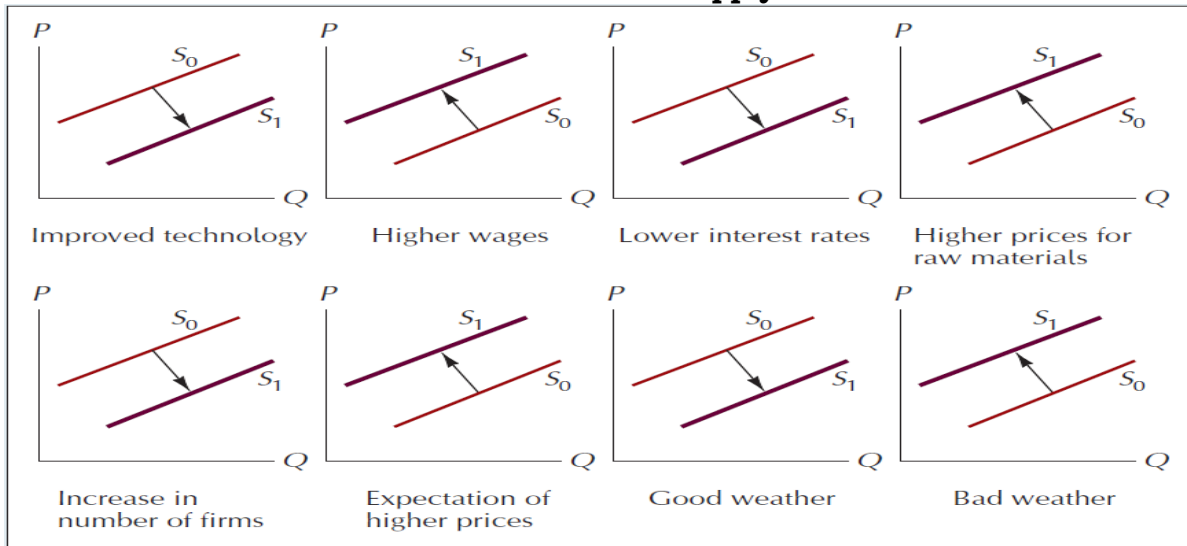 P
S₀
S₁
Q
Improved technology
P
S₁
S₀
Q
Higher wages
P
S₀
S₁
Q
Lower interest rates
P
S₁
S₀
Q
Higher prices for
raw materials
P
S₀
S₁
Q
Increase in
number of firms
P
S₁
S₀
Q
Expectation of
higher prices
P
S₀
S₁
Q
Good weather
P
S₁
S₀
Q
Bad weather